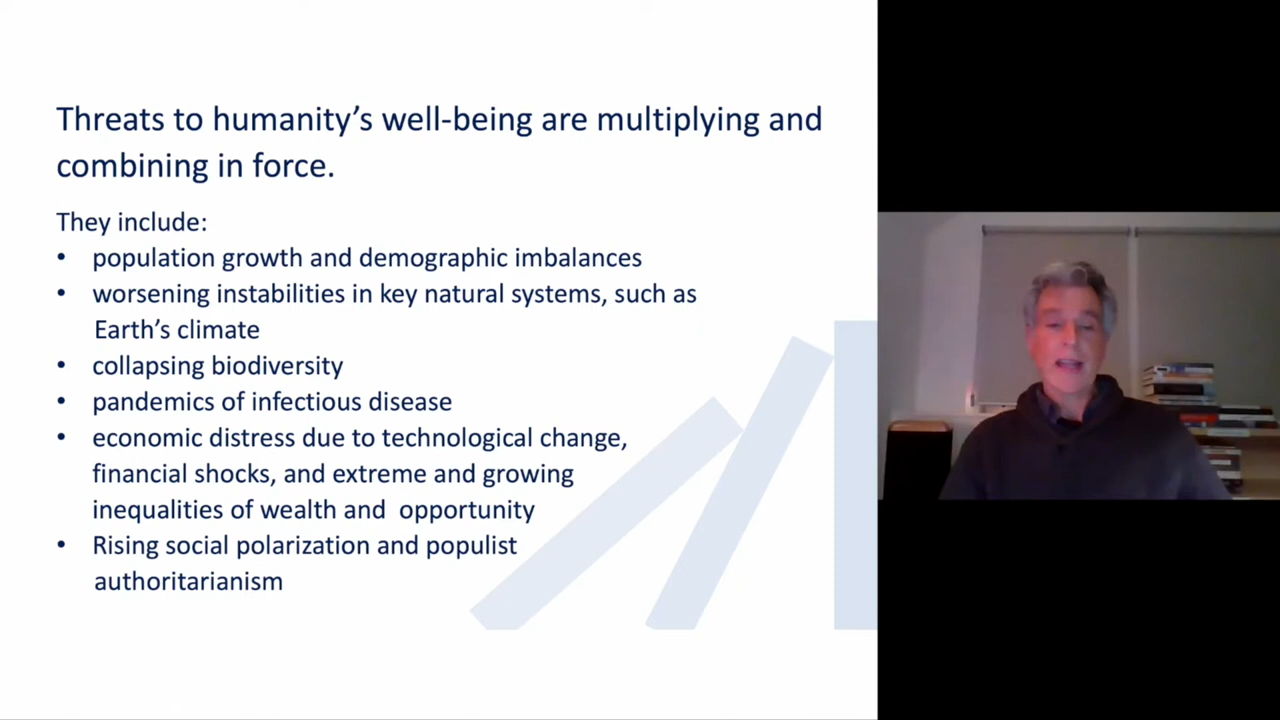 Threats to humanity’s well-being are multiplying and
combining in force.
They include:
• population growth and demographic imbalances
• worsening instabilities in key natural systems, such as
Earth’s climate
• collapsing biodiversity
• pandemics of infectious disease
• economic distress due to technological change,
financial shocks, and extreme and growing
inequalities of wealth and  opportunity
• Rising social polarization and populist
authoritarianism